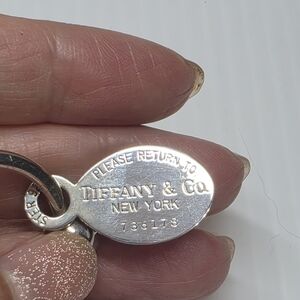 PLEASE RETURN TO
TIFFANY & Co.
NEW YORK